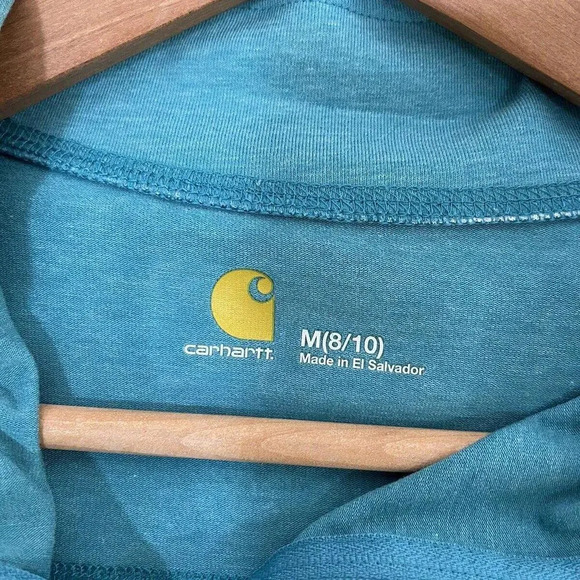 carhartt.
M(8/10)
Made in El Salvador